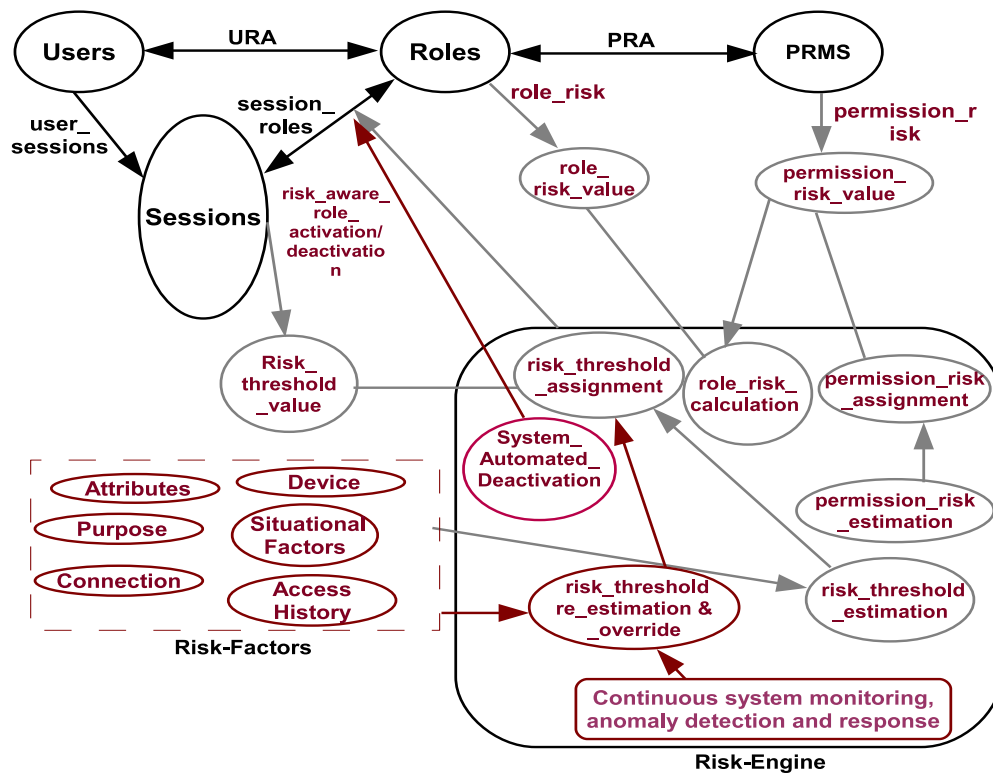 Users
URA
Roles
PRA
PRMS
user_
sessions
session_
roles
role_risk
permission_r
isk
role_
risk_value
permission_
risk_value
Sessions
risk_aware_
role_
activation/
deactivatio
n
Risk_
threshold
_value
risk_threshold
_assignment
role_risk_
calculation
permission_risk
_assignment
System_
Automated_
Deactivation
permission_risk
_estimation
Attributes
Device
Purpose
Situational
Factors
Connection
Access
History
Risk-Factors
risk_threshold
re_estimation &
_override
risk_threshold
_estimation
Continuous system monitoring,
anomaly detection and response
Risk-Engine